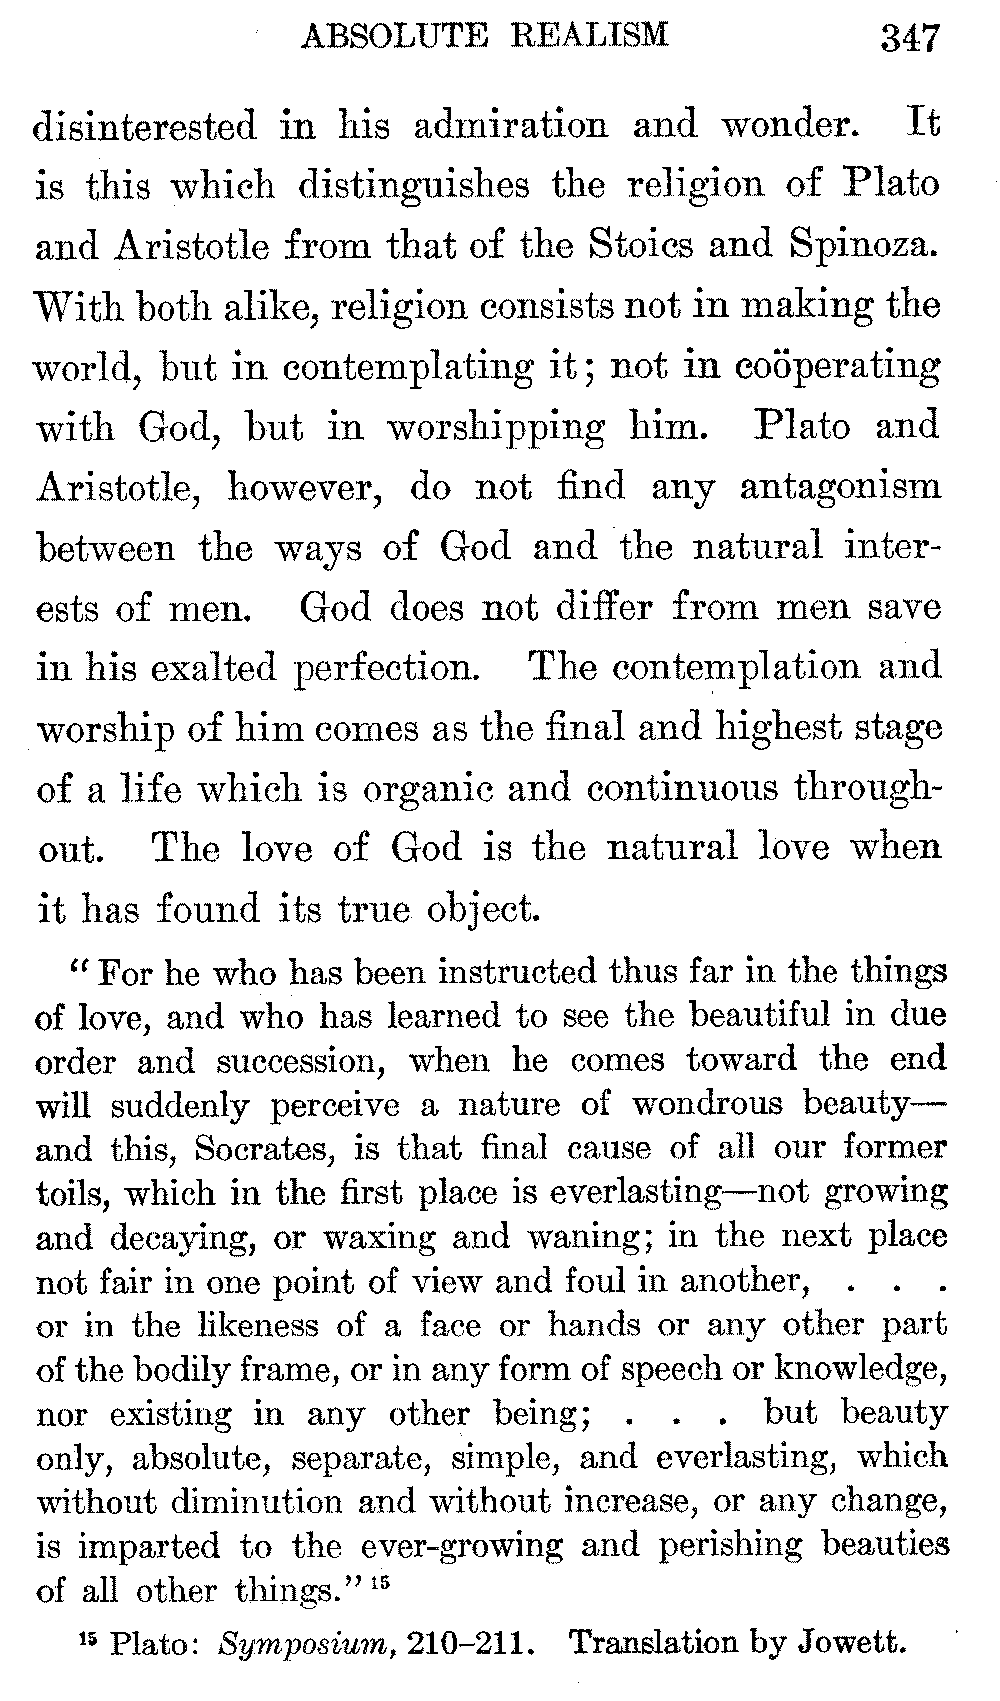 ABSOLUTE REALISM 347
disinterested in his admiration and wonder. It
is this which distinguishes the religion of Plato
and Aristotle from that of the Stoics and Spinoza.
With both alike, religion consists not in making the
world, but in contemplating it; not in coöperating
with God, but in worshipping him. Plato and
Aristotle, however, do not find any antagonism
between the ways of God and the natural inter-
ests of men. God does not differ from men save
in his exalted perfection. The contemplation and
worship of him comes as the final and highest stage
of a life which is organic and continuous through-
out. The love of God is the natural love when
it has found its true object.
“For he who has been instructed thus far in the things
of love, and who has learned to see the beautiful in due
order and succession, when he comes toward the end
will suddenly perceive a nature of wondrous beauty—
and this, Socrates, is that final cause of all our former
toils, which in the first place is everlasting—not growing
and decaying, or waxing and waning; in the next place
not fair in one point of view and foul in another, . . .
or in the likeness of a face or hands or any other part
of the bodily frame, or in any form of speech or knowledge,
nor existing in any other being; . . . but beauty
only, absolute, separate, simple, and everlasting, which
without diminution and without increase, or any change,
is imparted to the ever-growing and perishing beauties
of all other things.” 15
15 Plato: Symposium, 210–211. Translation by Jowett.